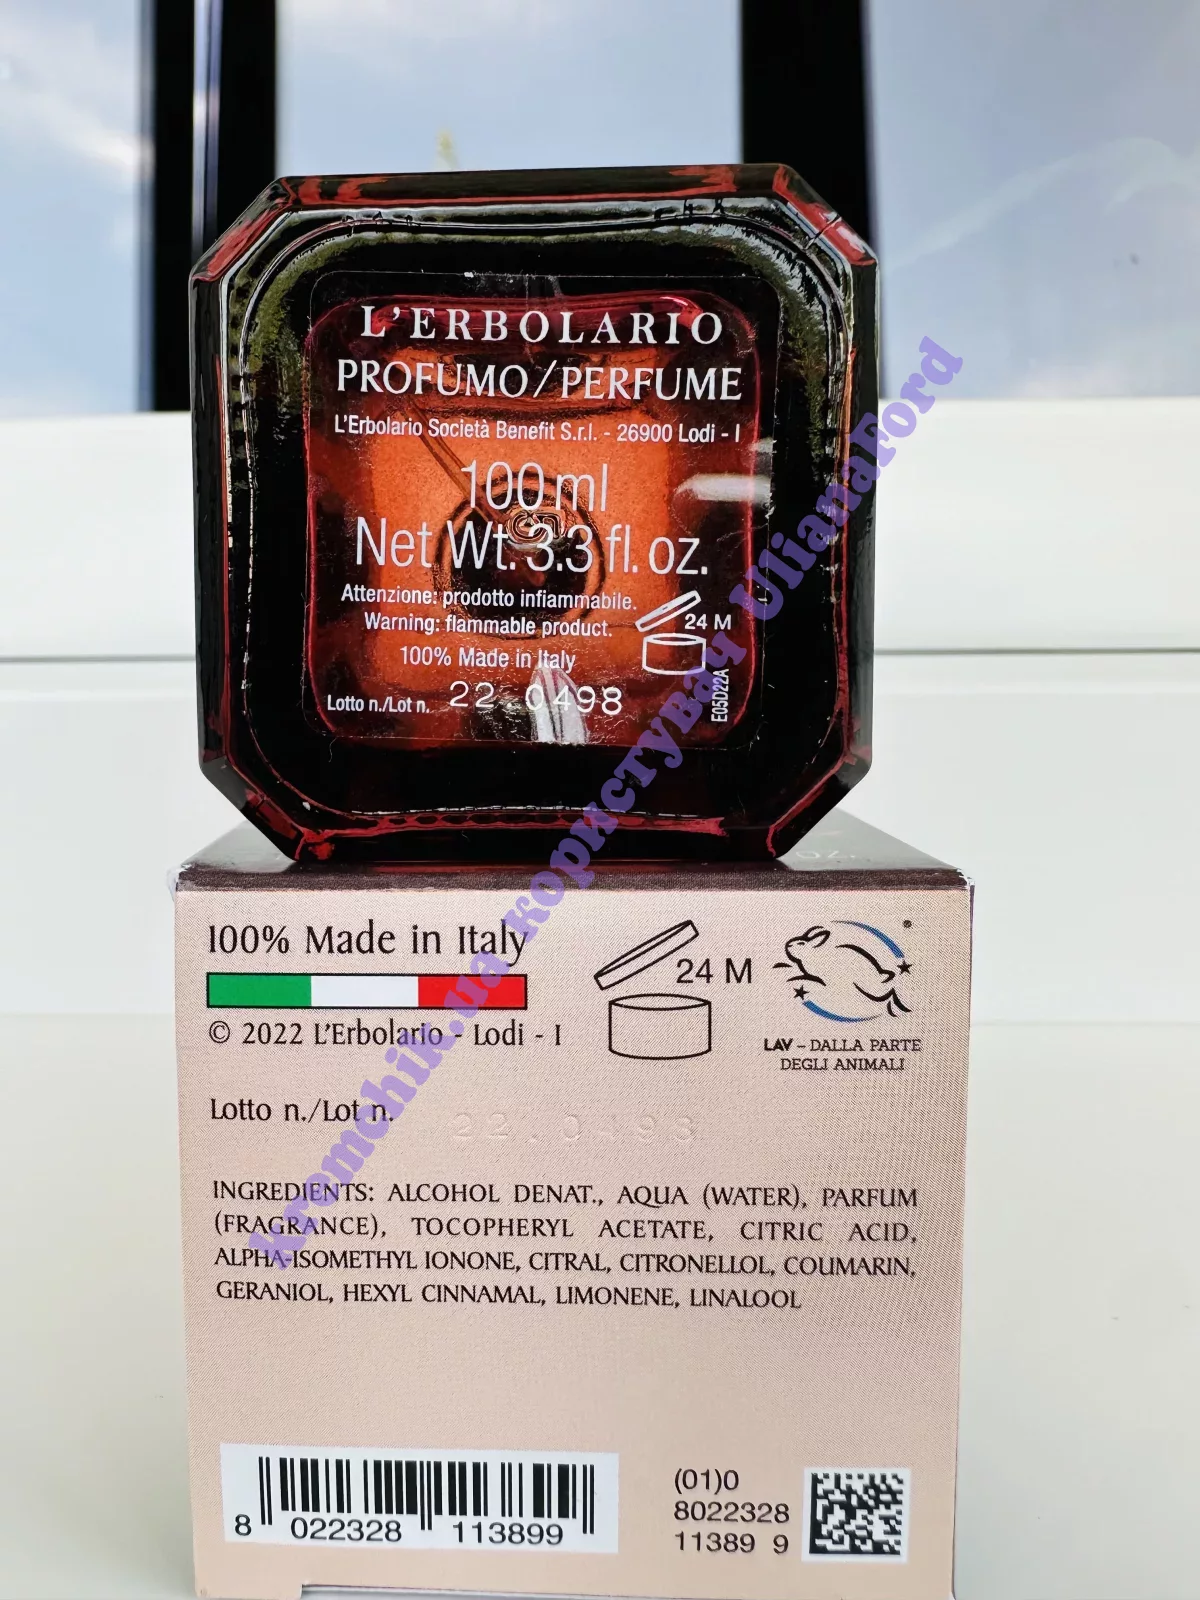 L'ERBOLARIO
PROFUMO/PERFUME
L'Erbolario Società Benefit S.r.l. - 26900 Lodi - I
100 ml
Net Wt. 3.3 fl. oz.
Attenzione: prodotto infiammabile.
Warning: flammable product.
24 M
100% Made in Italy
Lotto n./Lot n. 22.0498
E05D22A
OZ.
100% Made in Italy
24 M
®
© 2022 L'Erbolario - Lodi - I
LAV – DALLA PARTE
DEGLI ANIMALI
Lotto n./Lot n. 22.0498
INGREDIENTS: ALCOHOL DENAT., AQUA (WATER), PARFUM
(FRAGRANCE), TOCOPHERYL ACETATE, CITRIC ACID,
ALPHA-ISOMETHYL IONONE, CITRAL, CITRONELLOL, COUMARIN,
GERANIOL, HEXYL CINNAMAL, LIMONENE, LINALOOL
8 022328 113899
(01)0
8022328
11389 9
kremchik.ua користувач UlianaFord